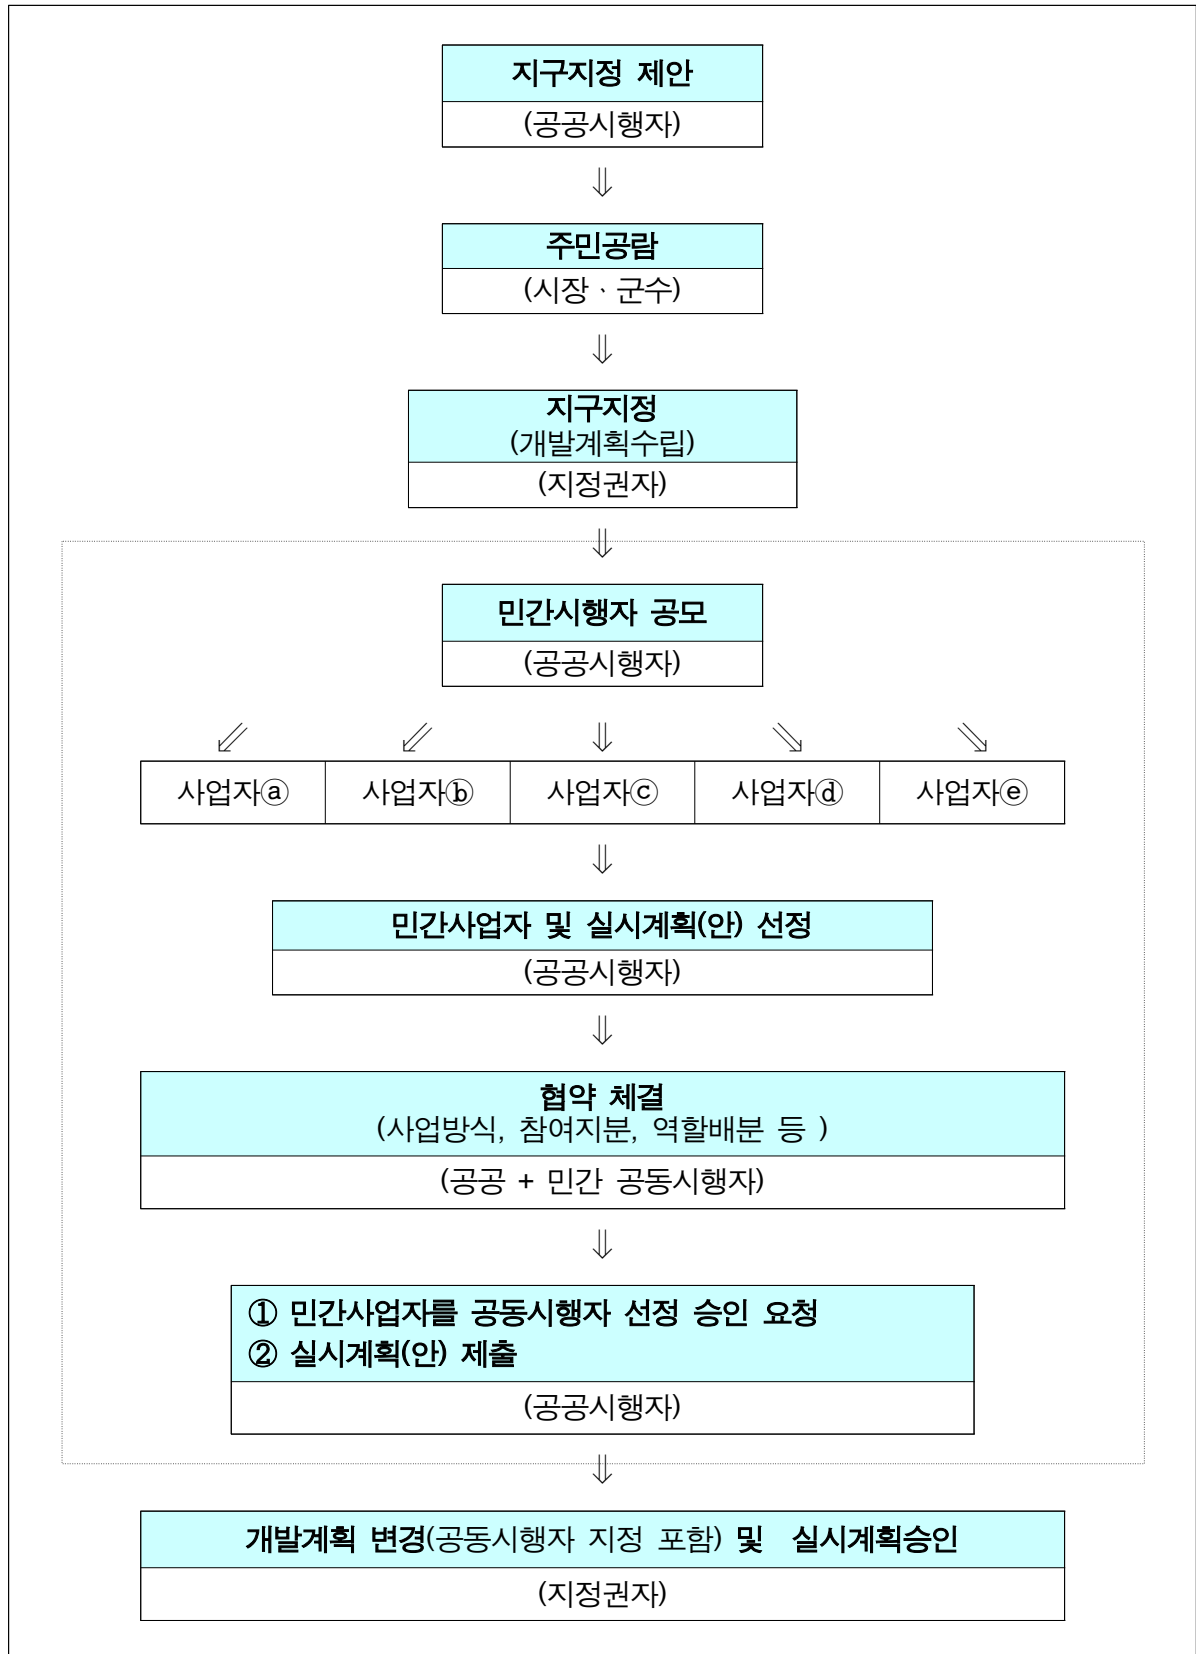 지구지정 제안
(공공시행자)
⇓
주민공람
(시장、군수)
⇓
지구지정
(개발계획수립)
(지정권자)
⇓
민간시행자 공모
(공공시행자)
⇙ ⇙ ⇓ ⇘ ⇘
사업자ⓐ 사업자ⓑ 사업자ⓒ 사업자ⓓ 사업자ⓔ
⇓
민간사업자 및 실시계획(안) 선정
(공공시행자)
⇓
협약 체결
(사업방식, 참여지분, 역할배분 등 )
(공공 + 민간 공동시행자)
⇓
① 민간사업자를 공동시행자 선정 승인 요청
② 실시계획(안) 제출
(공공시행자)
⇓
개발계획 변경(공동시행자 지정 포함) 및 실시계획승인
(지정권자)